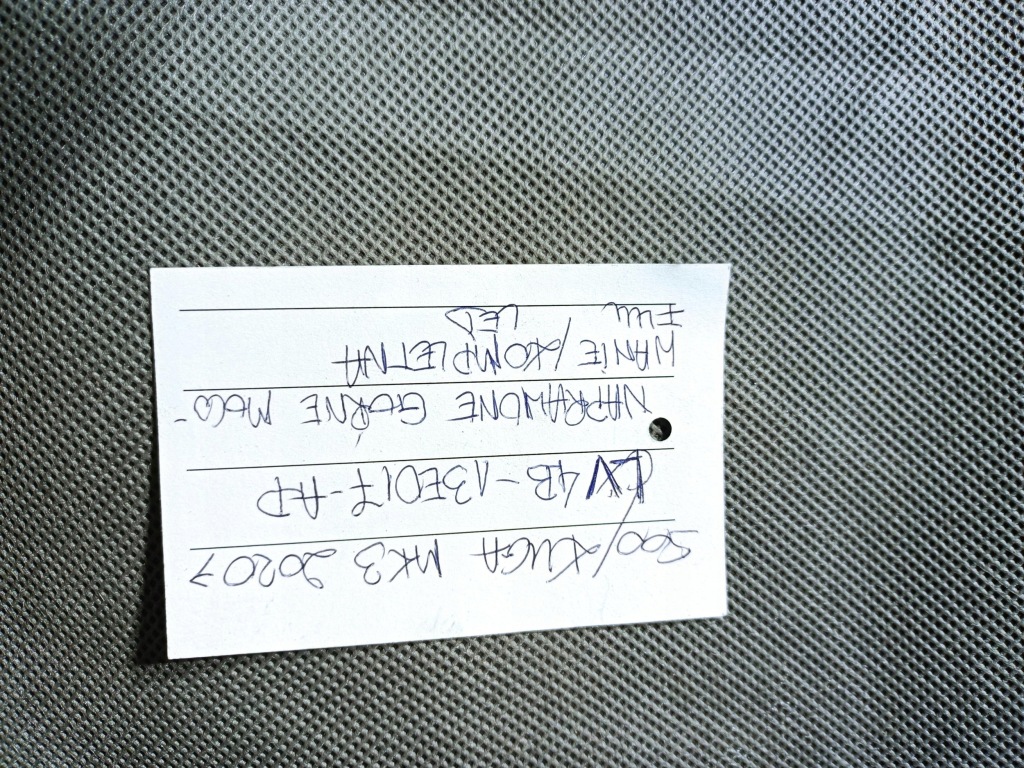 500/KUGA MK3 2020 >
LV4B-13E017-AD
NAPRAWIONE GÓRNE MOCO-
WANIE/KOMPLETNA
FULL LED